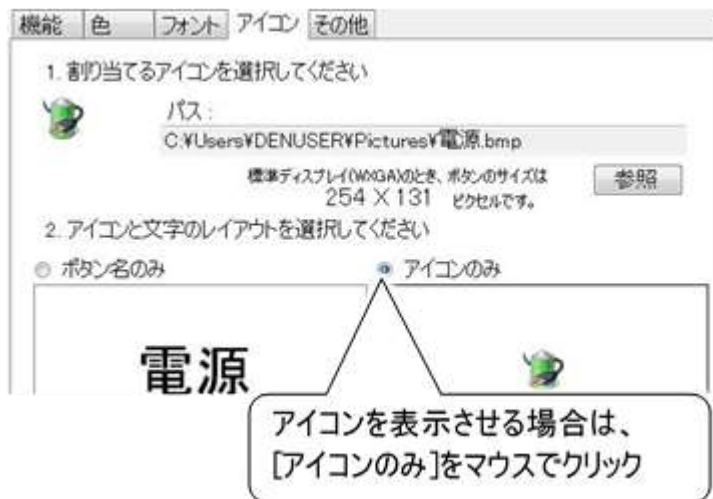 機能 色 フォント アイコン その他
1. 割り当てるアイコンを選択してください
パス :
C:¥Users¥DENUSER¥Pictures¥電源.bmp
標準ディスプレイ(WXGA)のとき、ボタンのサイズは
参照
254 × 131 ピクセルです。
2. アイコンと文字のレイアウトを選択してください
ボタン名のみ アイコンのみ
電源
アイコンを表示させる場合は、
[アイコンのみ]をマウスでクリック